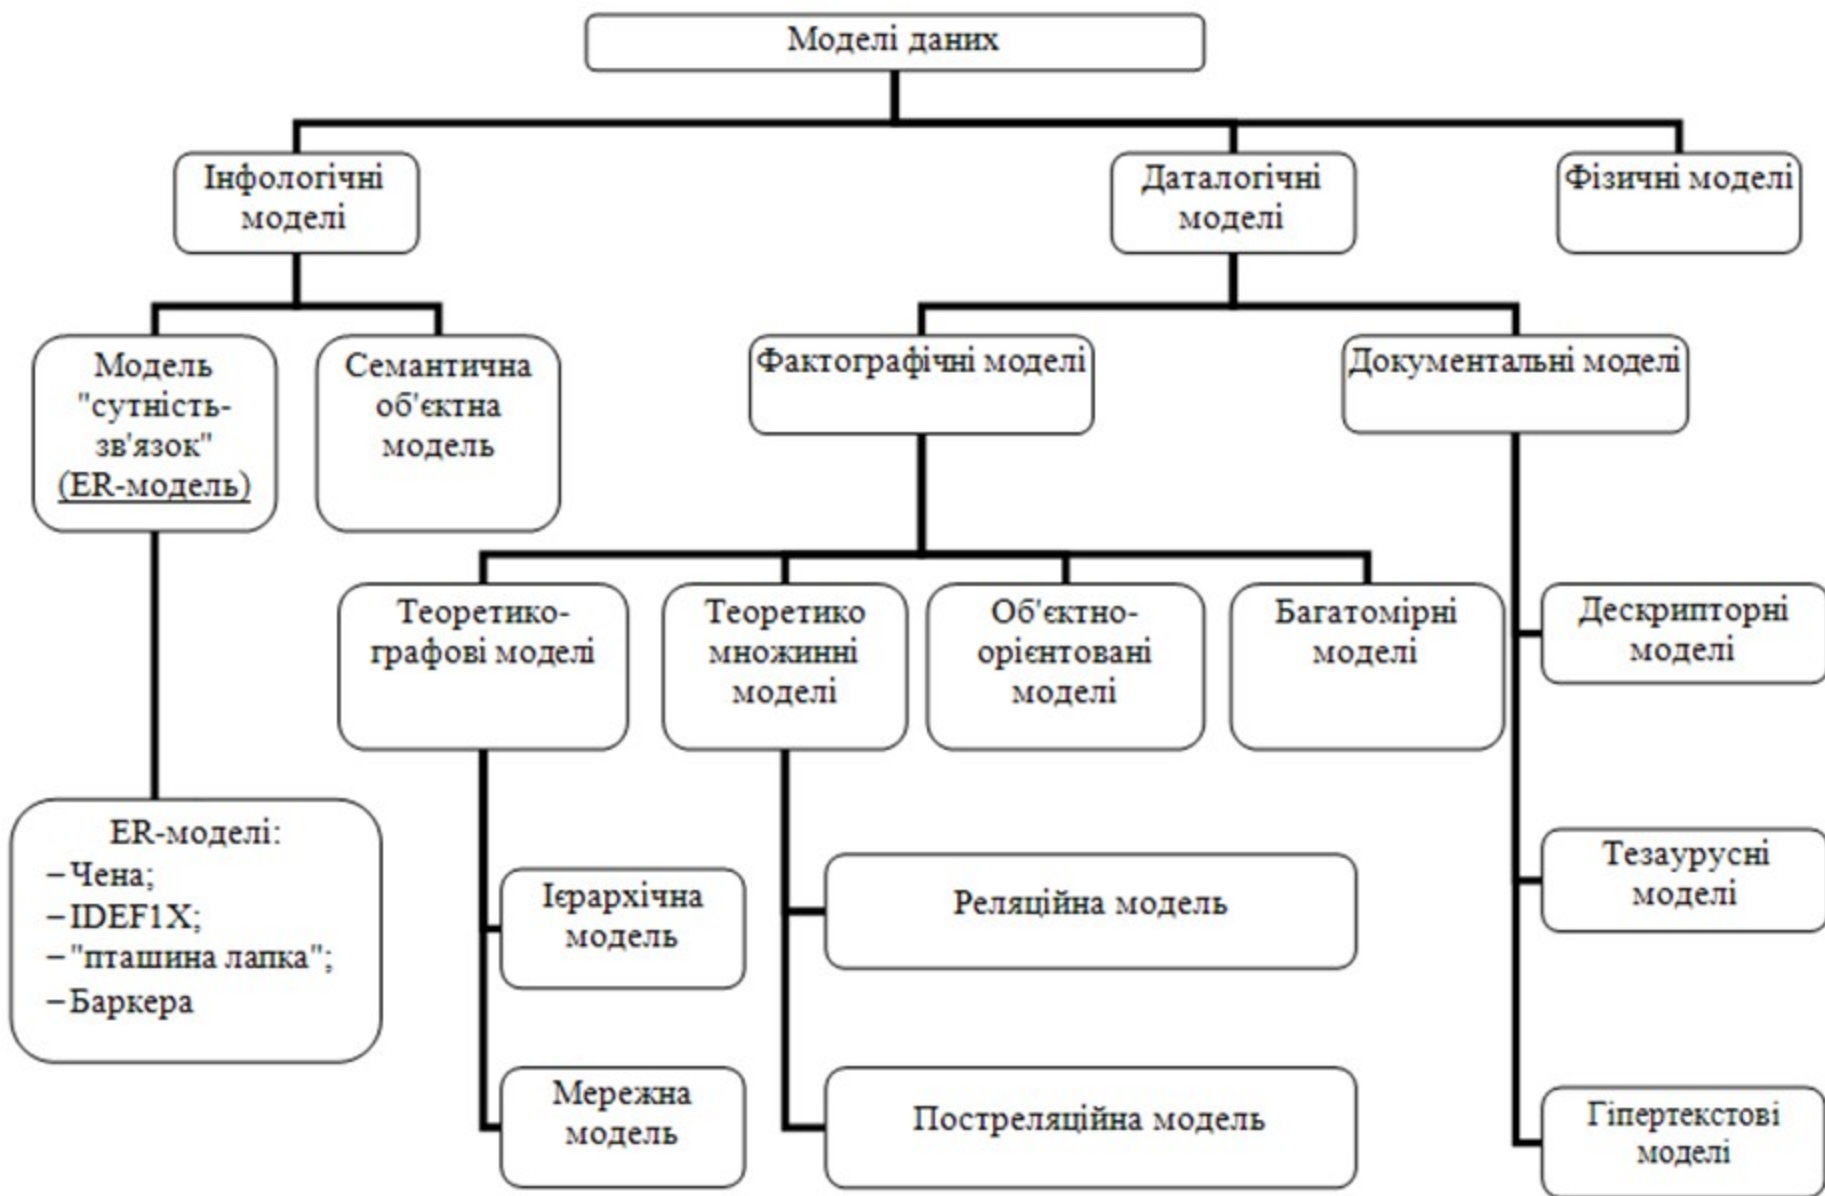 Моделі даних
Інфологічні
моделі
Даталогічні
моделі
Фізичні моделі
Модель
"сутність-
зв'язок"
(ER-модель)
Семантична
об'єктна
модель
Фактографічні моделі
Документальні моделі
Теоретико-
графові моделі
Теоретико
множинні
моделі
Об'єктно-
орієнтовані
моделі
Багатомірні
моделі
Дескрипторні
моделі
ER-моделі:
–Чена;
–IDEF1X;
–"пташина лапка";
–Баркера
Ієрархічна
модель
Реляційна модель
Тезаурусні
моделі
Мережна
модель
Постреляційна модель
Гіпертекстові
моделі